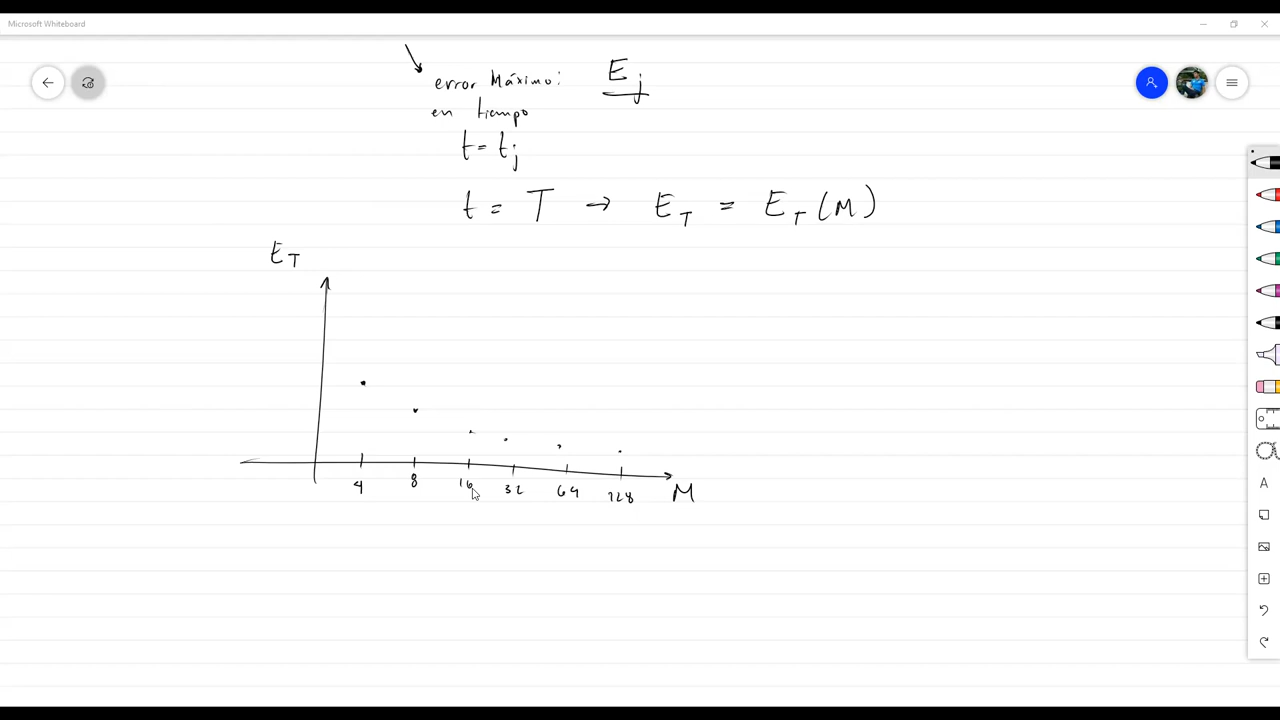 Microsoft Whiteboard
error Máximo: E_j
en tiempo
t = t_j
t = T → E_T = E_T (M)
E_T
4 8 16 32 64 128 M
A